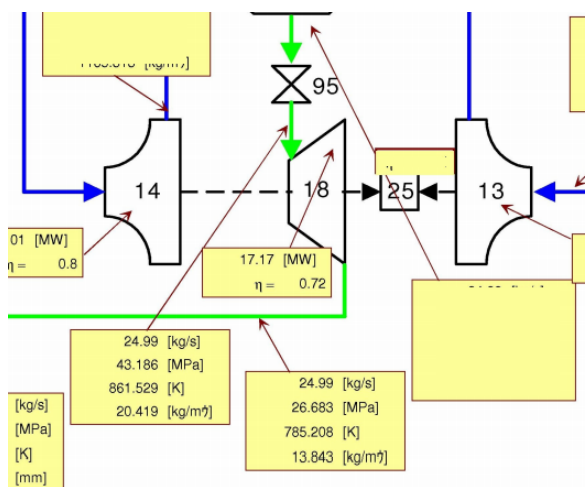 95
14
18
25
13
01 [MW]
η = 0.8
17.17 [MW]
η = 0.72
24.99 [kg/s]
43.186 [MPa]
861.529 [K]
20.419 [kg/m³]
24.99 [kg/s]
26.683 [MPa]
785.208 [K]
13.843 [kg/m³]
[kg/s]
[MPa]
[K]
[mm]